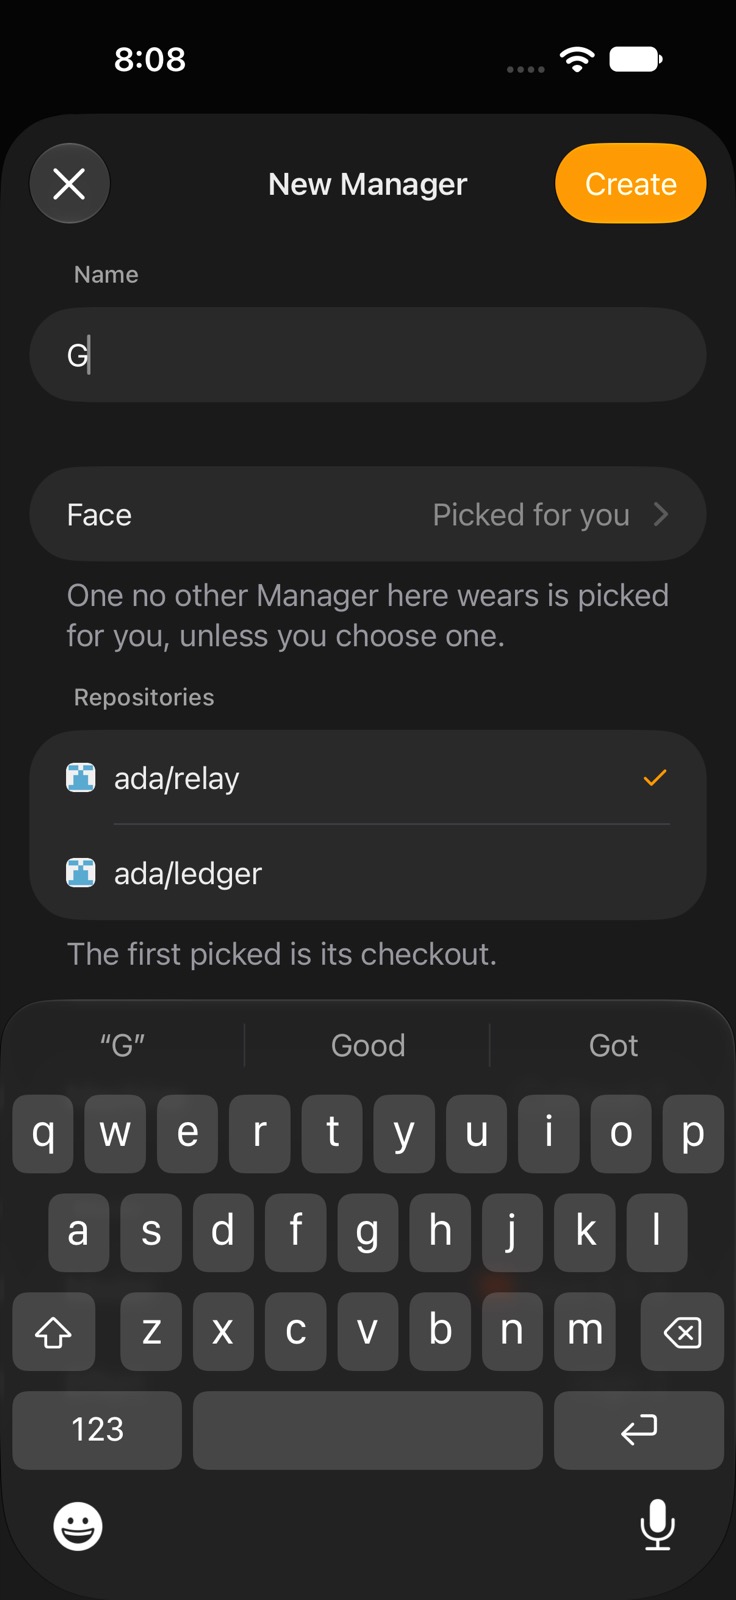 8:08
New Manager
Create
Name
G
Face
Picked for you
One no other Manager here wears is picked
for you, unless you choose one.
Repositories
ada/relay
ada/ledger
The first picked is its checkout.
“G”
Good
Got
q w e r t y u i o p
a s d f g h j k l
z x c v b n m
123